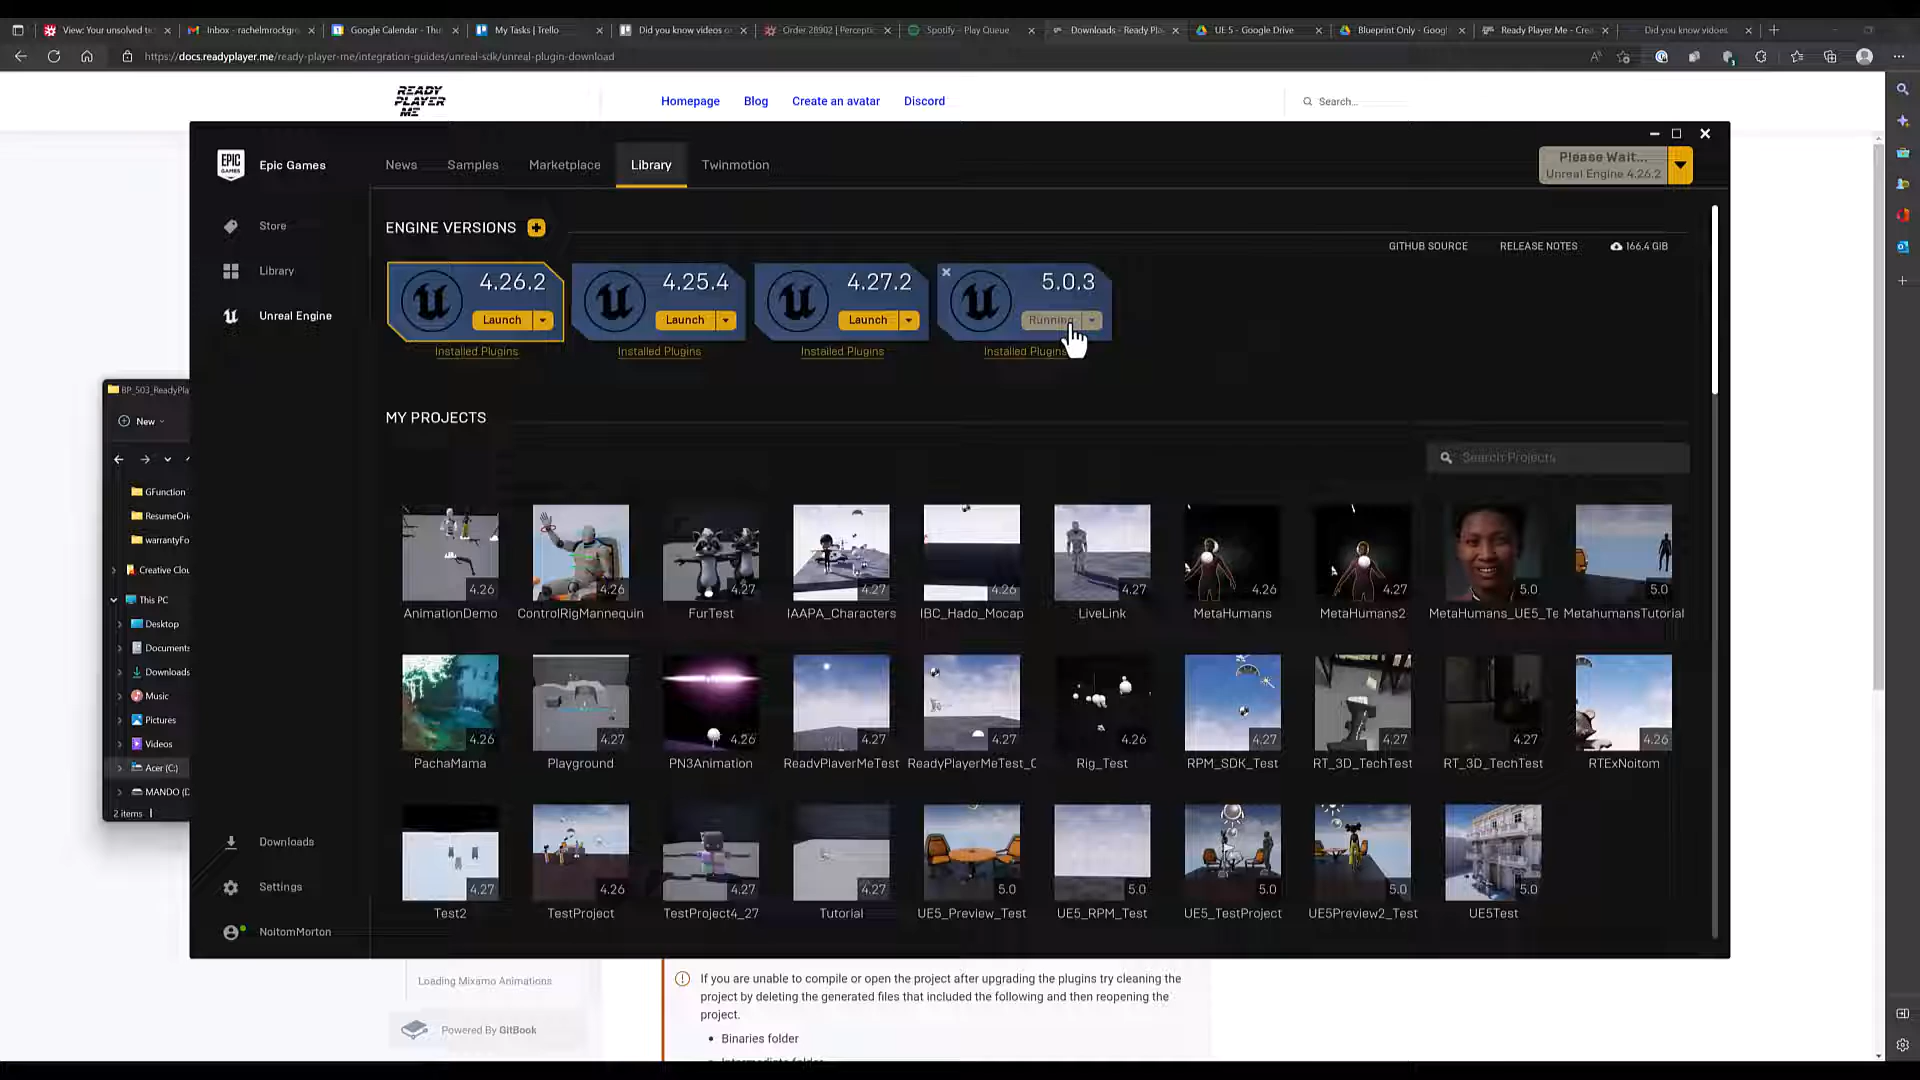 View: Your unsolved t
Inbox - rachelmrockgr
Google Calendar - Thu
My Tasks | Trello
Did you know videos o
Order 28902 | Percepti
Spotify - Play Queue
Downloads - Ready Pla
UE 5 - Google Drive
Blueprint Only - Googl
Ready Player Me - Crea
Did you know vidoes
https://docs.readyplayer.me/ready-player-me/integration-guides/unreal-sdk/unreal-plugin-download
READY PLAYER ME
Homepage
Blog
Create an avatar
Discord
Search...
EPIC GAMES
Epic Games
News
Samples
Marketplace
Library
Twinmotion
Please Wait...
Unreal Engine 4.26.2
Store
Library
Unreal Engine
ENGINE VERSIONS
GITHUB SOURCE
RELEASE NOTES
166.4 GIB
4.26.2
Launch
Installed Plugins
4.25.4
Launch
Installed Plugins
4.27.2
Launch
Installed Plugins
5.0.3
Running
Installed Plugins
MY PROJECTS
Search Projects
BP_503_ReadyPla
New
GFunction
ResumeOri
warrantyFo
Creative Clou
This PC
Desktop
Documents
Downloads
Music
Pictures
Videos
Acer (C:)
MANDO (D
2 items
4.26
AnimationDemo
4.26
ControlRigMannequin
4.27
FurTest
4.26
IAAPA_Characters
4.26
IBC_Hado_Mocap
4.27
LiveLink
4.26
MetaHumans
4.27
MetaHumans2
5.0
MetaHumans_UE5_Te
5.0
MetahumansTutorial
4.26
PachaMama
4.27
Playground
4.26
PN3Animation
4.27
ReadyPlayerMeTest
4.27
ReadyPlayerMeTest_C
4.26
Rig_Test
4.27
RPM_SDK_Test
4.27
RT_3D_TechTest
4.27
RT_3D_TechTest
4.26
RTExNoitom
4.27
Test2
4.26
TestProject
4.27
TestProject4_27
4.27
Tutorial
5.0
UE5_Preview_Test
5.0
UE5_RPM_Test
5.0
UE5_TestProject
5.0
UE5Preview2_Test
5.0
UE5Test
Downloads
Settings
NoitomMorton
Loading Mixamo Animations
Powered By GitBook
If you are unable to compile or open the project after upgrading the plugins try cleaning the
project by deleting the generated files that included the following and then reopening the
project.
• Binaries folder
• Intermediate folder